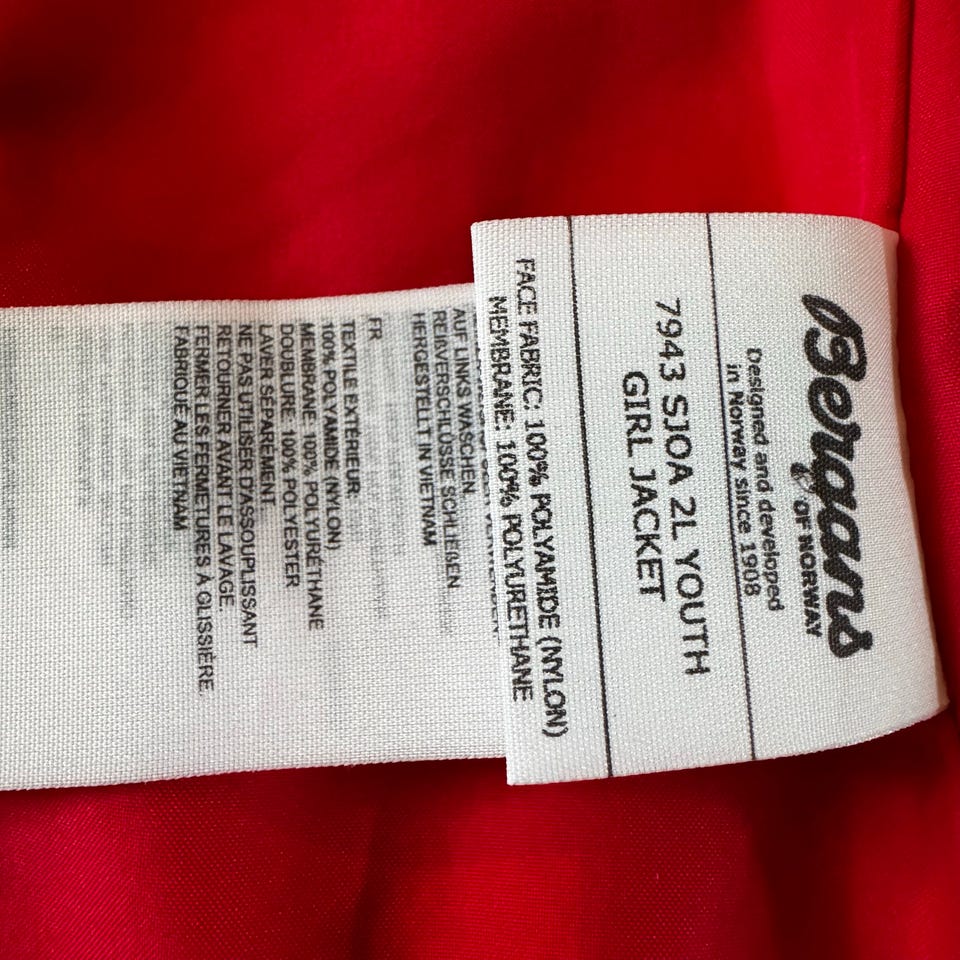 Bergans
OF NORWAY
Designed and developed
in Norway since 1908
7943 SJOA 2L YOUTH
GIRL JACKET
FACE FABRIC: 100% POLYAMIDE (NYLON)
MEMBRANE: 100% POLYURETHANE
AUF LINKS WASCHEN.
REIßVERSCHLÜSSE SCHLIEßEN.
HERGESTELLT IN VIETNAM
FR
TEXTILE EXTÉRIEUR:
100% POLYAMIDE (NYLON)
MEMBRANE: 100% POLYURÉTHANE
DOUBLURE: 100% POLYESTER
LAVER SÉPARÉMENT.
NE PAS UTILISER D'ASSOUPLISSANT
RETOURNER AVANT LE LAVAGE.
FERMER LES FERMETURES À GLISSIÈRE.
FABRIQUÉ AU VIETNAM